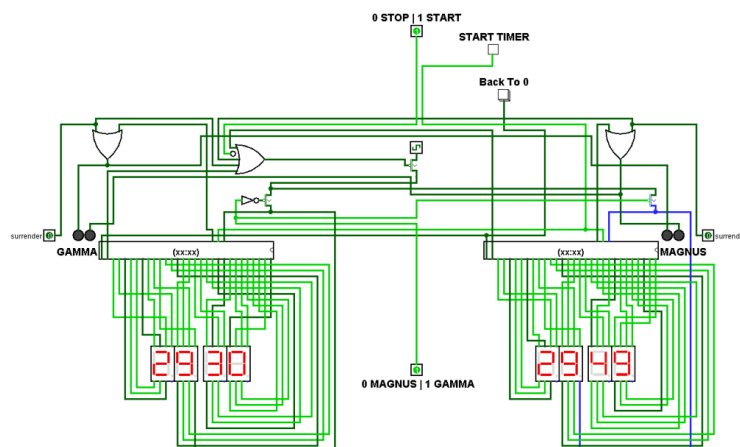 0 STOP | 1 START
START TIMER
Back To 0
surrender
GAMMA
(xx:xx)
(xx:xx)
MAGNUS
surrend
29 30
29 49
0 MAGNUS | 1 GAMMA